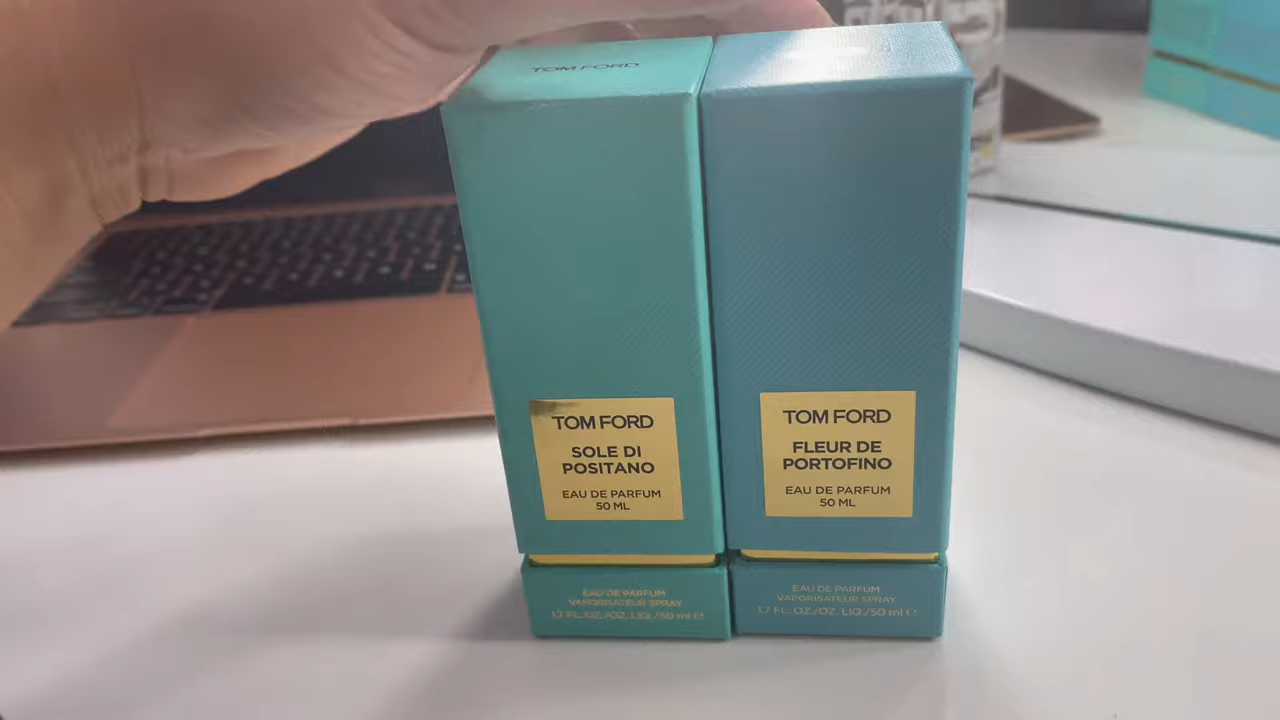 TOM FORD
TOM FORD
SOLE DI
POSITANO
EAU DE PARFUM
50 ML
EAU DE PARFUM
VAPORISATEUR SPRAY
1.7 FL. OZ./OZ. LIQ./50 ml e
TOM FORD
FLEUR DE
PORTOFINO
EAU DE PARFUM
50 ML
EAU DE PARFUM
VAPORISATEUR SPRAY
1.7 FL. OZ./OZ. LIQ./50 ml e